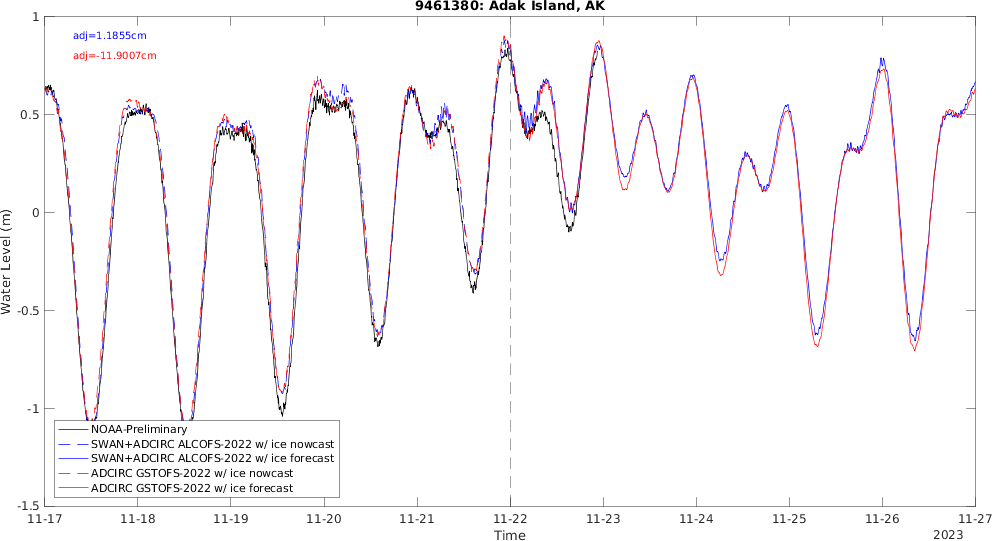 9461380: Adak Island, AK
adj=1.1855cm
adj=-11.9007cm
Water Level (m)
1
0.5
0
-0.5
-1
-1.5
NOAA-Preliminary
SWAN+ADCIRC ALCOFS-2022 w/ ice nowcast
SWAN+ADCIRC ALCOFS-2022 w/ ice forecast
ADCIRC GSTOFS-2022 w/ ice nowcast
ADCIRC GSTOFS-2022 w/ ice forecast
11-17 11-18 11-19 11-20 11-21 11-22 11-23 11-24 11-25 11-26 11-27
Time
2023